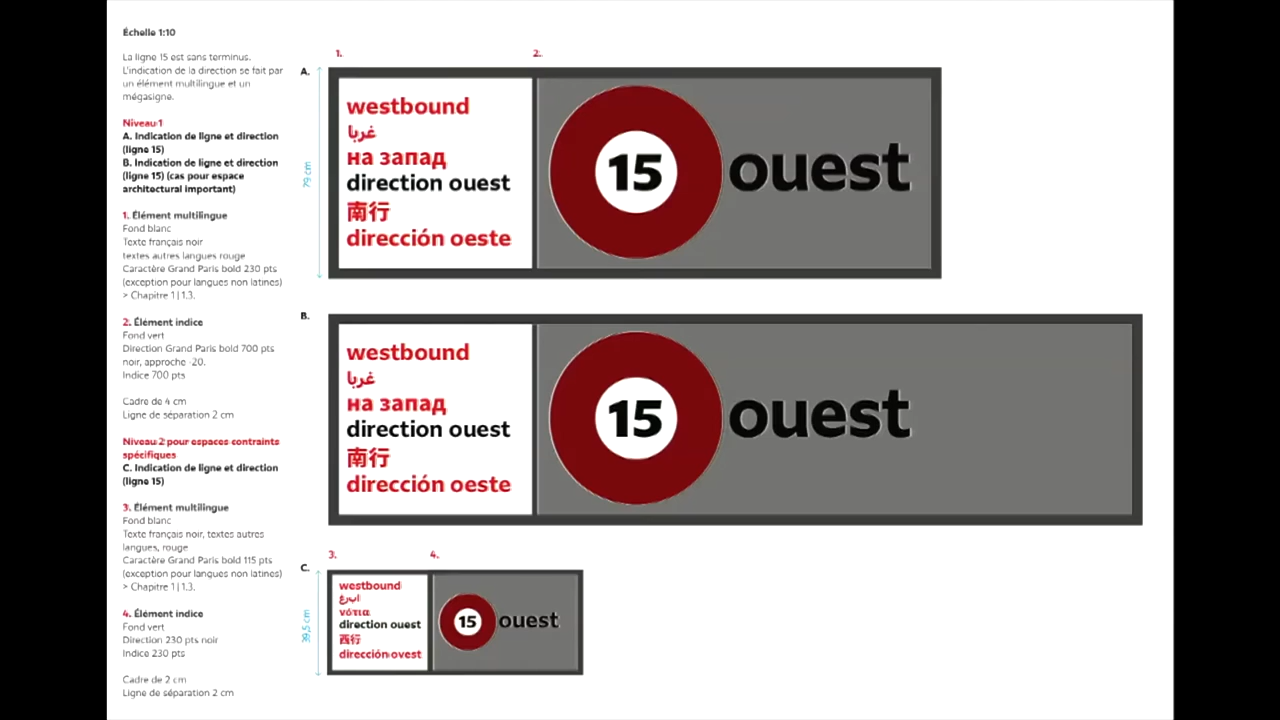 Échelle 1:10
La ligne 15 est sans terminus.
L'indication de la direction se fait par
un élément multilingue et un
mégasigne.
Niveau 1
A. Indication de ligne et direction
(ligne 15)
B. Indication de ligne et direction
(ligne 15) (cas pour espace
architectural important)
1. Élément multilingue
Fond blanc
Texte français noir
textes autres langues rouge
Caractère Grand Paris bold 230 pts
(exception pour langues non latines)
> Chapitre 1 | 1.3.
2. Élément indice
Fond vert
Direction Grand Paris bold 700 pts
noir, approche -20.
Indice 700 pts
Cadre de 4 cm
Ligne de séparation 2 cm
Niveau 2 pour espaces contraints
spécifiques
C. Indication de ligne et direction
(ligne 15)
3. Élément multilingue
Fond blanc
Texte français noir, textes autres
langues, rouge
Caractère Grand Paris bold 115 pts
(exception pour langues non latines)
> Chapitre 1 | 1.3.
4. Élément indice
Fond vert
Direction 230 pts noir
Indice 230 pts
Cadre de 2 cm
Ligne de séparation 2 cm
1.
2.
A.
79 cm
westbound
غربا
на запад
direction ouest
南行
dirección oeste
15 ouest
B.
westbound
غربا
на запад
direction ouest
南行
dirección oeste
15 ouest
3.
4.
C.
39,5 cm
westbound
νότια
direction ouest
西行
dirección ovest
15 ouest